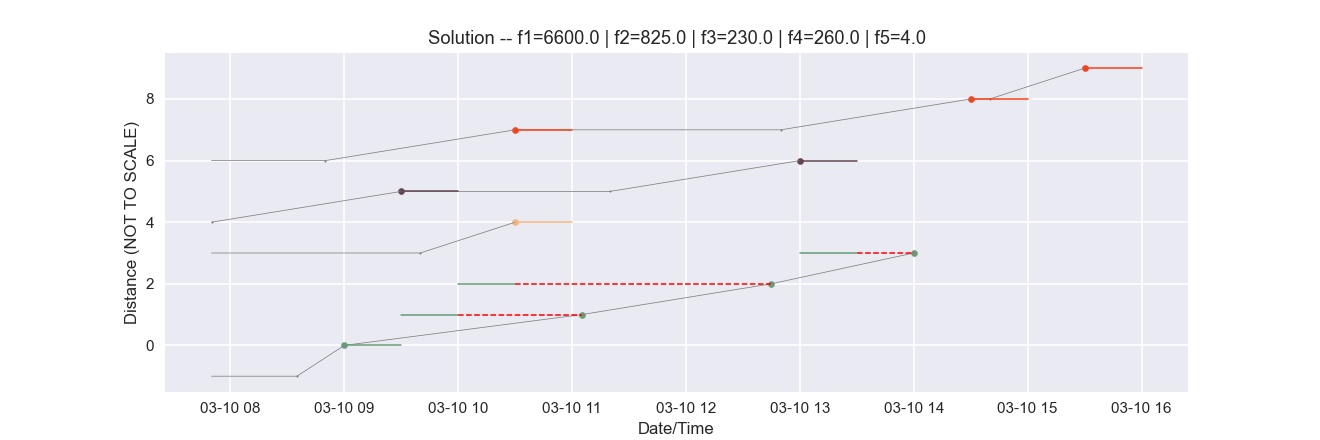 Solution -- f1=6600.0 | f2=825.0 | f3=230.0 | f4=260.0 | f5=4.0
Distance (NOT TO SCALE)
8
6
4
2
0
03-10 08 03-10 09 03-10 10 03-10 11 03-10 12 03-10 13 03-10 14 03-10 15 03-10 16
Date/Time